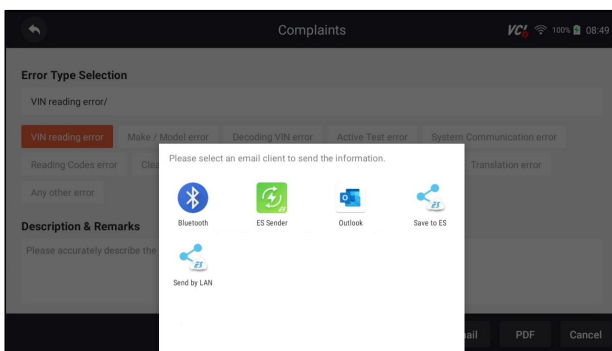 Complaints
VCI 100% 08:49
Error Type Selection
VIN reading error/
VIN reading error Make / Model error Decoding VIN error Active Test error System Communication error
Reading Codes error Translation error
Any other error
Please select an email client to send the information.
Bluetooth ES Sender Outlook Save to ES
Send by LAN
Description & Remarks
Please accurately describe the
PDF Cancel